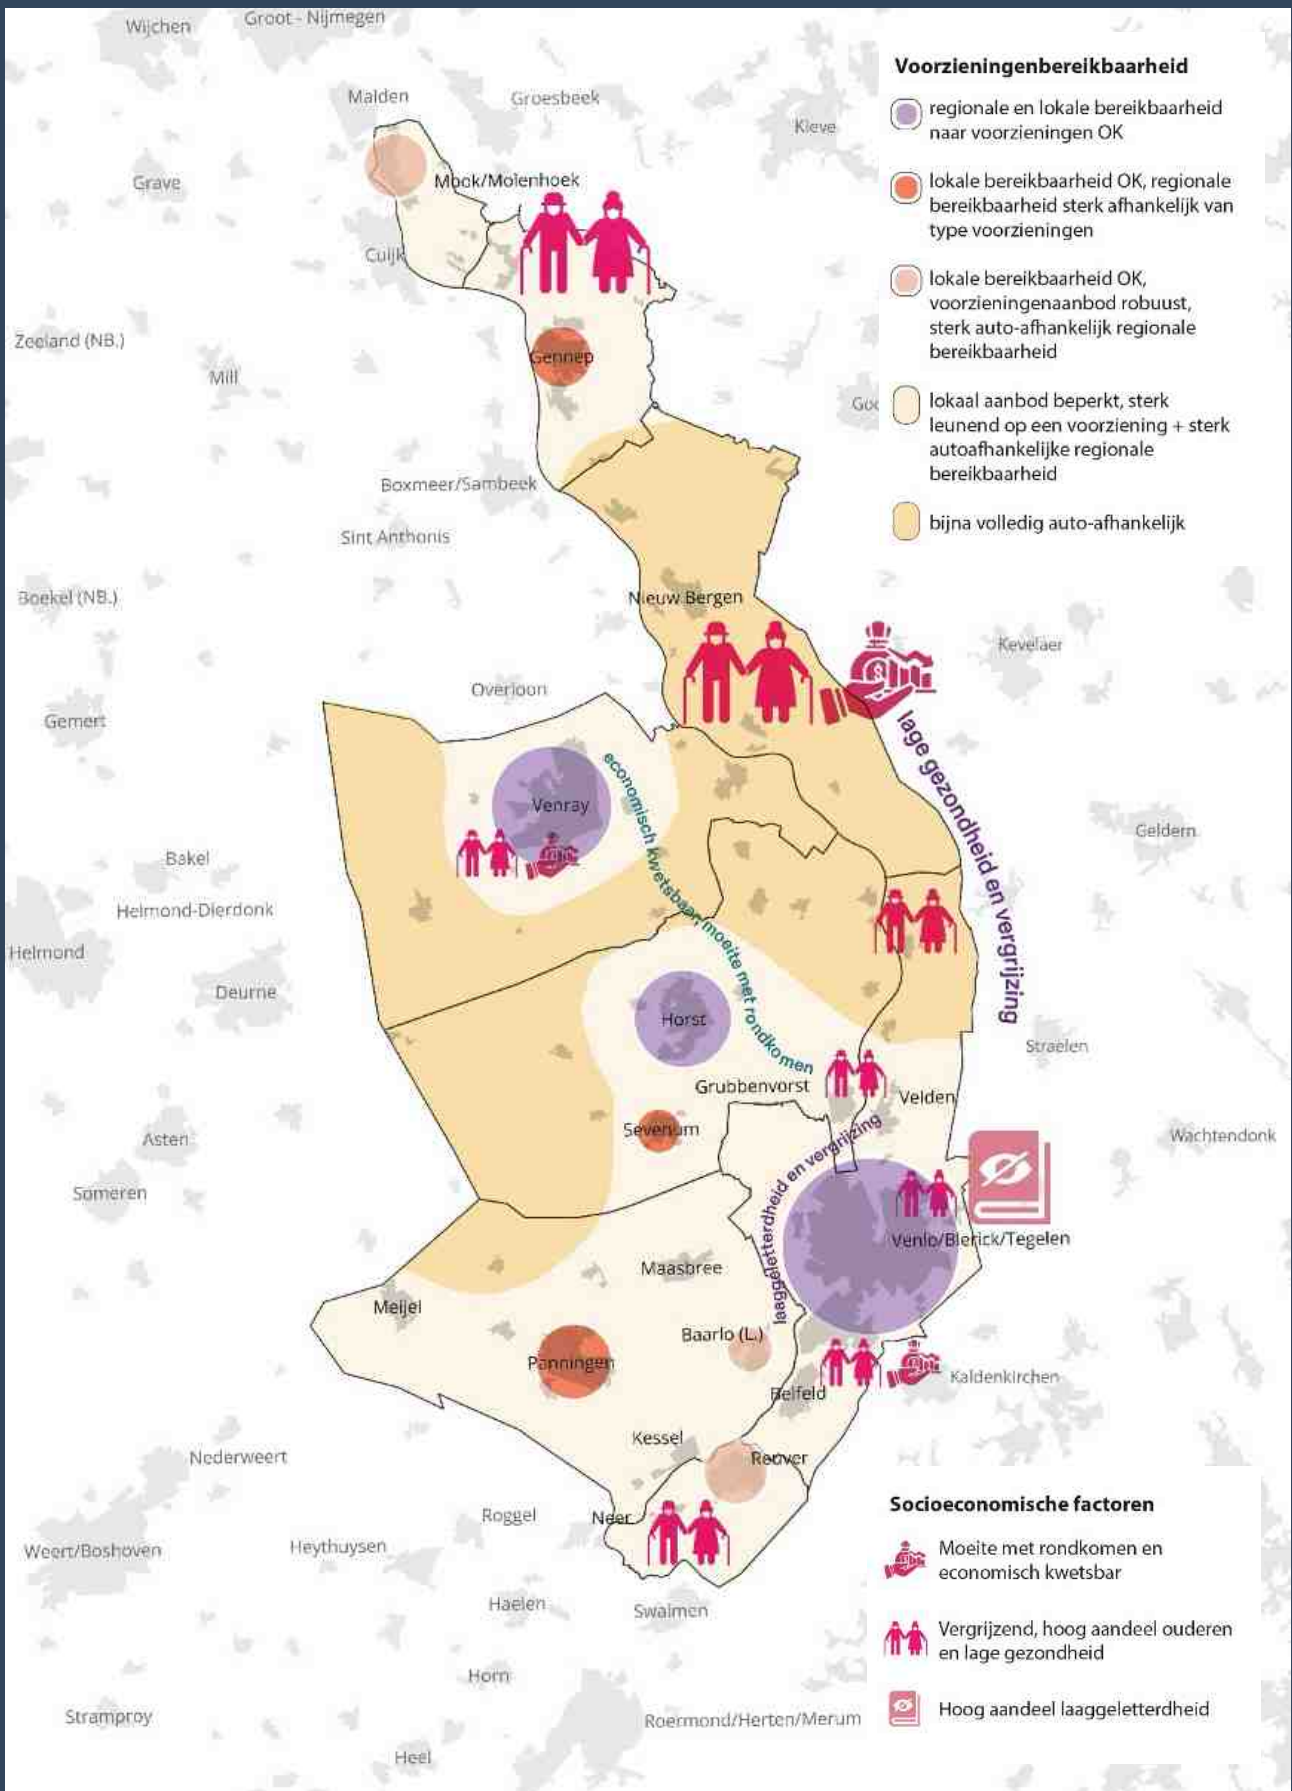 Wijchen
Groot - Nijmegen
Malden
Groesbeek
Kleve
Grave
Mook/Molenhoek
Cuijk
Zeeland (NB.)
Mill
Gennep
Goc
Boxmeer/Sambeek
Sint Anthonis
Boekel (NB.)
Nieuw Bergen
Kevelaer
Overloon
Gemert
lage gezondheid en vergrijzing
economisch kwetsbaar, moeite met rondkomen
Venray
Geldern
Bakel
Helmond-Dierdonk
Helmond
Deurne
Horst
Straelen
Grubbenvorst
Velden
Asten
Sevenum
Wachtendonk
laaggeletterdheid en vergrijzing
Someren
Venlo/Blerick/Tegelen
Maasbree
Meijel
Baarlo (L.)
Panningen
Kaldenkirchen
Belfeld
Kessel
Reuver
Nederweert
Roggel
Neer
Weert/Boshoven
Heythuysen
Haelen
Swalmen
Horn
Stramproy
Roermond/Herten/Merum
Heel
Voorzieningenbereikbaarheid
regionale en lokale bereikbaarheid
naar voorzieningen OK
lokale bereikbaarheid OK, regionale
bereikbaarheid sterk afhankelijk van
type voorzieningen
lokale bereikbaarheid OK,
voorzieningenaanbod robuust,
sterk auto-afhankelijk regionale
bereikbaarheid
lokaal aanbod beperkt, sterk
leunend op een voorziening + sterk
autoafhankelijke regionale
bereikbaarheid
bijna volledig auto-afhankelijk
Socioeconomische factoren
Moeite met rondkomen en
economisch kwetsbar
Vergrijzend, hoog aandeel ouderen
en lage gezondheid
Hoog aandeel laaggeletterdheid